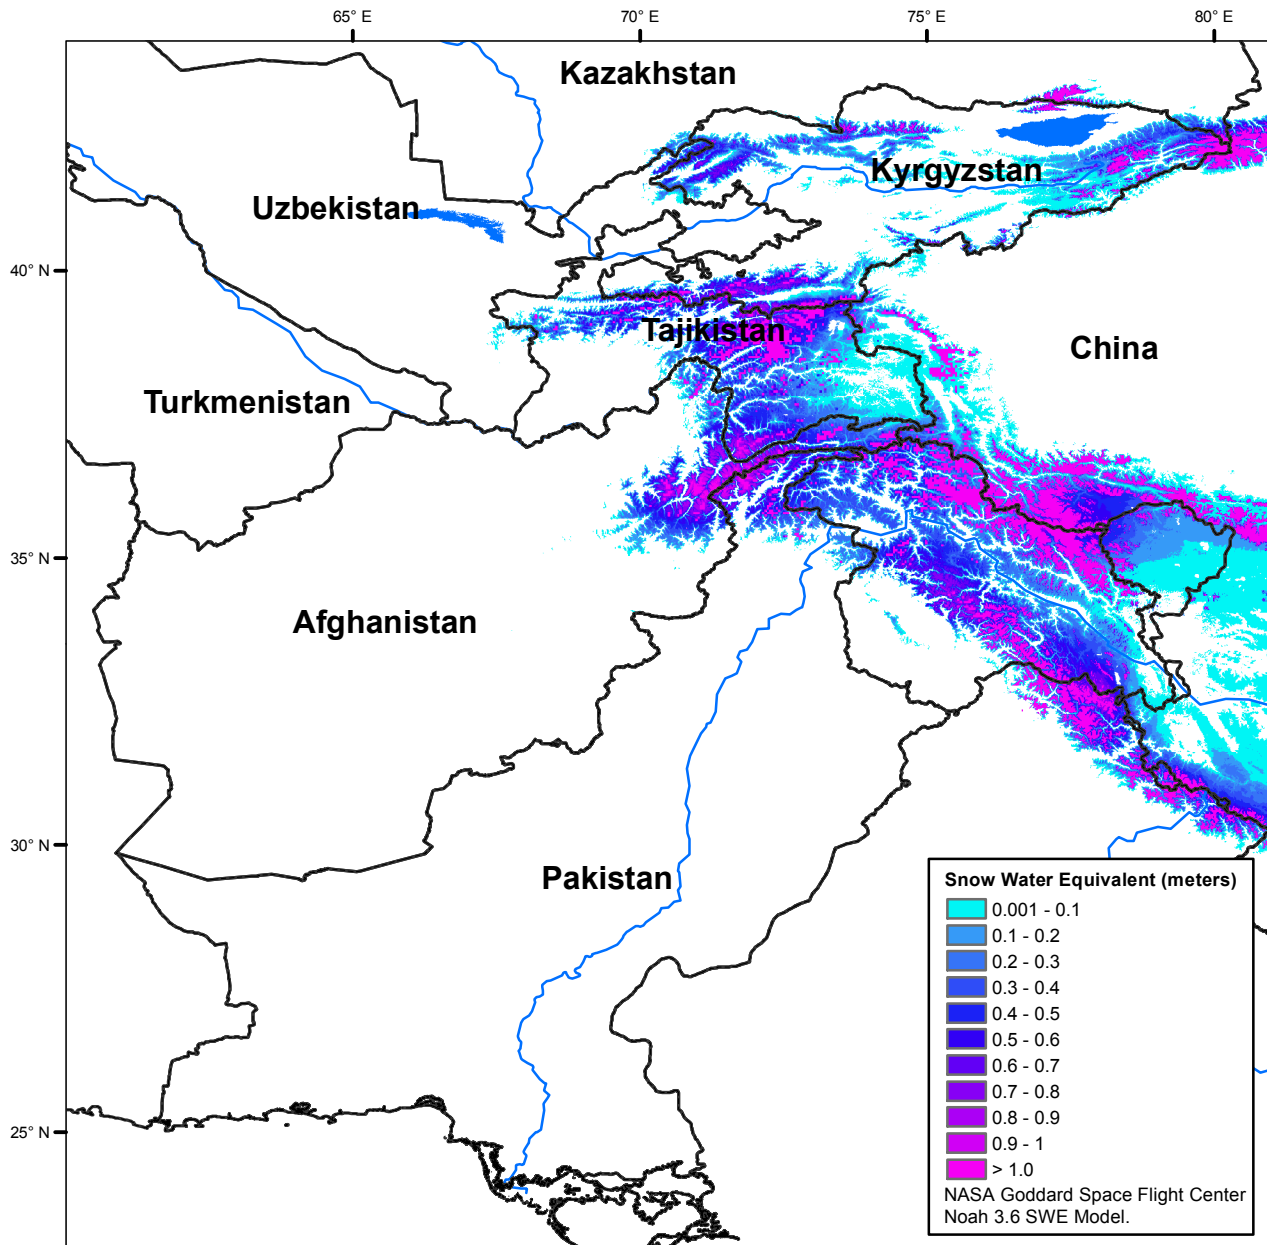 65° E
70° E
75° E
80° E
Kazakhstan
Kyrgyzstan
Uzbekistan
40° N
Tajikistan
China
Turkmenistan
35° N
Afghanistan
30° N
Pakistan
25° N
Snow Water Equivalent (meters)
0.001 - 0.1
0.1 - 0.2
0.2 - 0.3
0.3 - 0.4
0.4 - 0.5
0.5 - 0.6
0.6 - 0.7
0.7 - 0.8
0.8 - 0.9
0.9 - 1
> 1.0
NASA Goddard Space Flight Center
Noah 3.6 SWE Model.